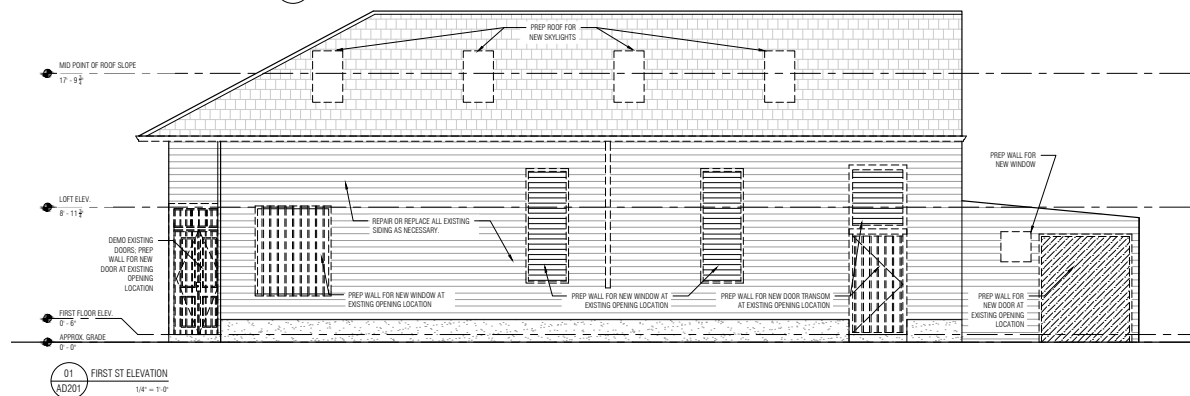 PREP ROOF FOR
NEW SKYLIGHTS
MID POINT OF ROOF SLOPE
17' - 9 3/4"
PREP WALL FOR
NEW WINDOW
LOFT ELEV.
REPAIR OR REPLACE ALL EXISTING
SIDING AS NECESSARY.
DEMO EXISTING
DOORS; PREP
WALL FOR NEW
DOOR AT EXISTING
OPENING
LOCATION
PREP WALL FOR NEW WINDOW AT
EXISTING OPENING LOCATION
PREP WALL FOR NEW WINDOW AT
EXISTING OPENING LOCATION
PREP WALL FOR NEW DOOR TRANSOM
AT EXISTING OPENING LOCATION
PREP WALL FOR
NEW DOOR AT
EXISTING OPENING
LOCATION
FIRST FLOOR ELEV.
0' - 6"
APPROX. GRADE
0' - 0"
01 FIRST ST ELEVATION
AD201 1/4" = 1'-0"